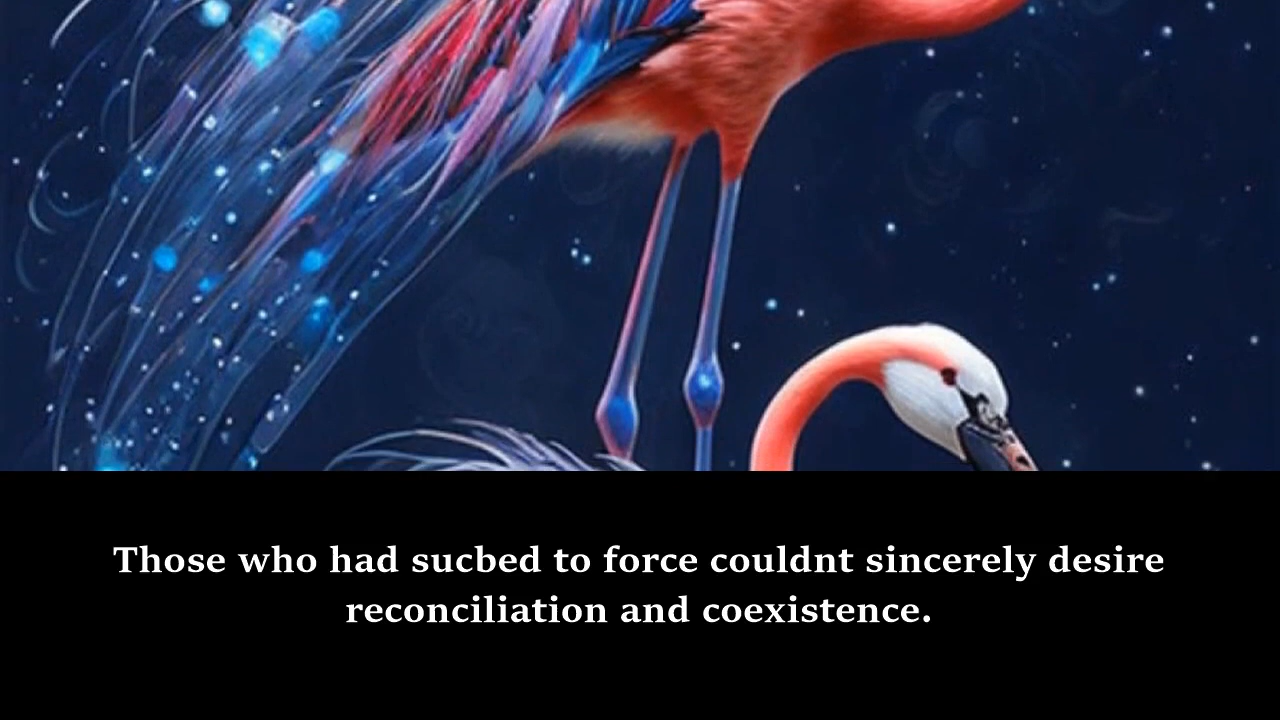 Those who had sucbed to force couldnt sincerely desire
reconciliation and coexistence.